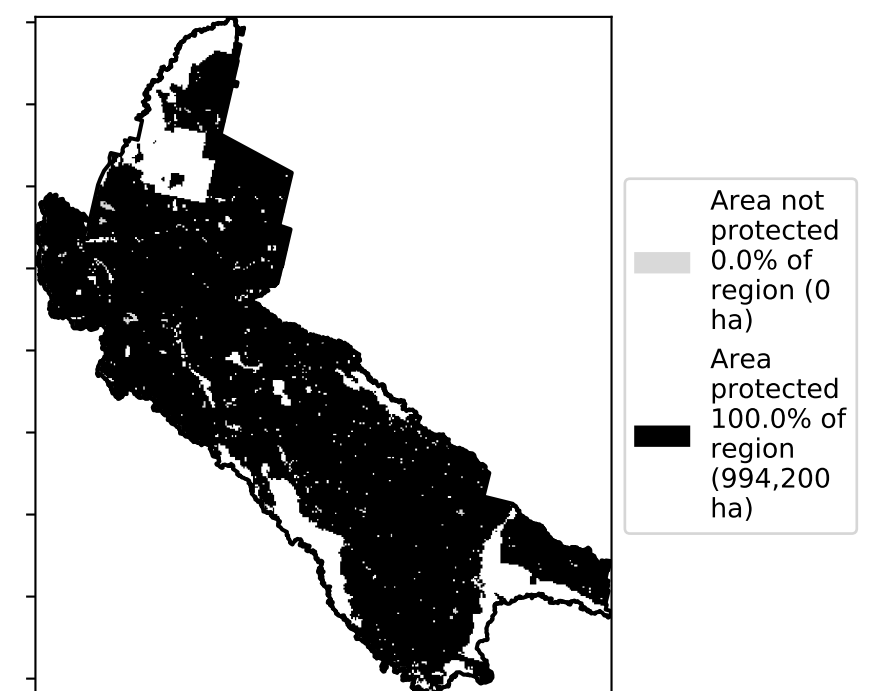 Area not
protected
0.0% of
region (0
ha)
Area
protected
100.0% of
region
(994,200
ha)